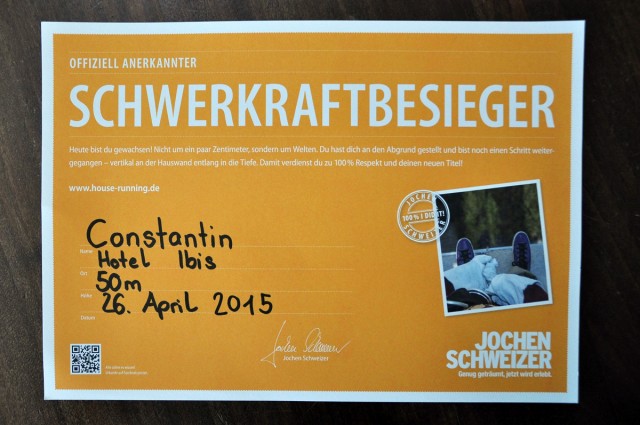 OFFIZIELL ANERKANNTER
SCHWERKRAFTBESIEGER
Heute bist du gewachsen! Nicht um ein paar Zentimeter, sondern um Welten. Du hast dich an den Abgrund gestellt und bist noch einen Schritt weiter-
gegangen – vertikal an der Hauswand entlang in die Tiefe. Damit verdienst du zu 100% Respekt und deinen neuen Titel!
www.house-running.de
JOCHEN
100% I DID IT!
SCHWEIZER
Constantin
Name
Hotel Ibis
Ort
50m
Höhe
26. April 2015
Datum
Jochen Schweizer
JOCHEN
SCHWEIZER
Genug geträumt, jetzt wird erlebt.